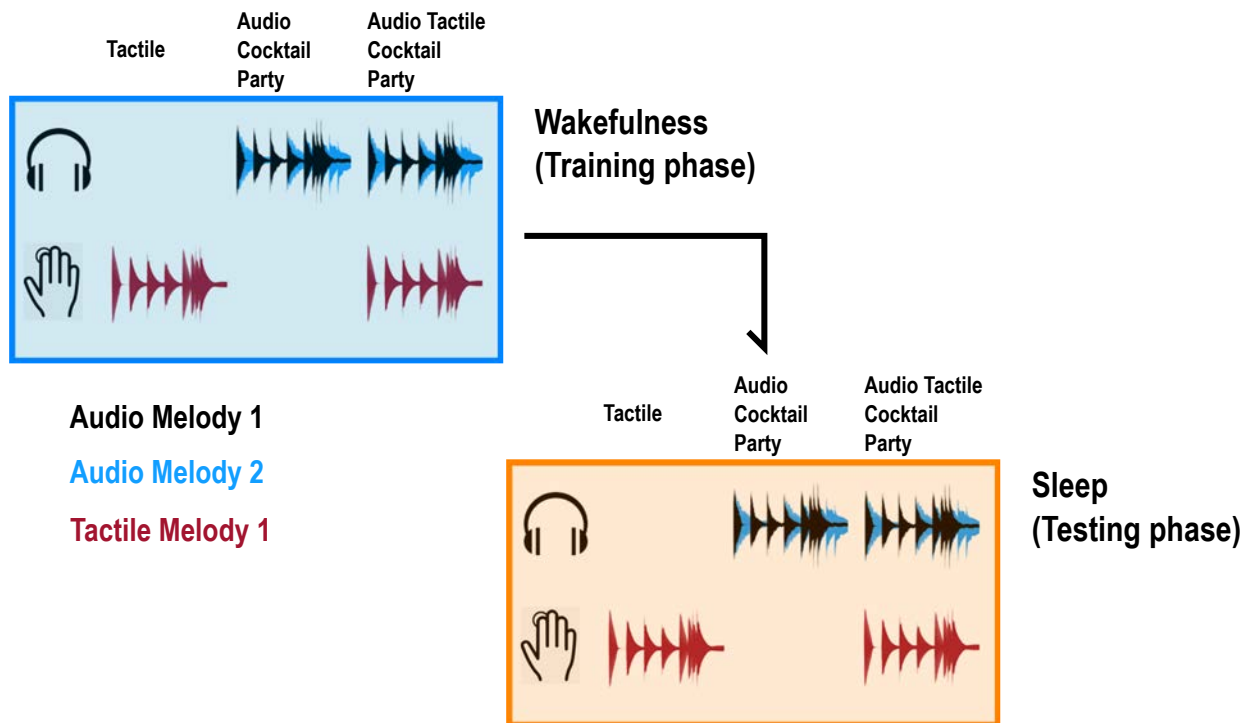 Tactile
Audio
Cocktail
Party
Audio Tactile
Cocktail
Party
Wakefulness
(Training phase)
Audio Melody 1
Audio Melody 2
Tactile Melody 1
Tactile
Audio
Cocktail
Party
Audio Tactile
Cocktail
Party
Sleep
(Testing phase)